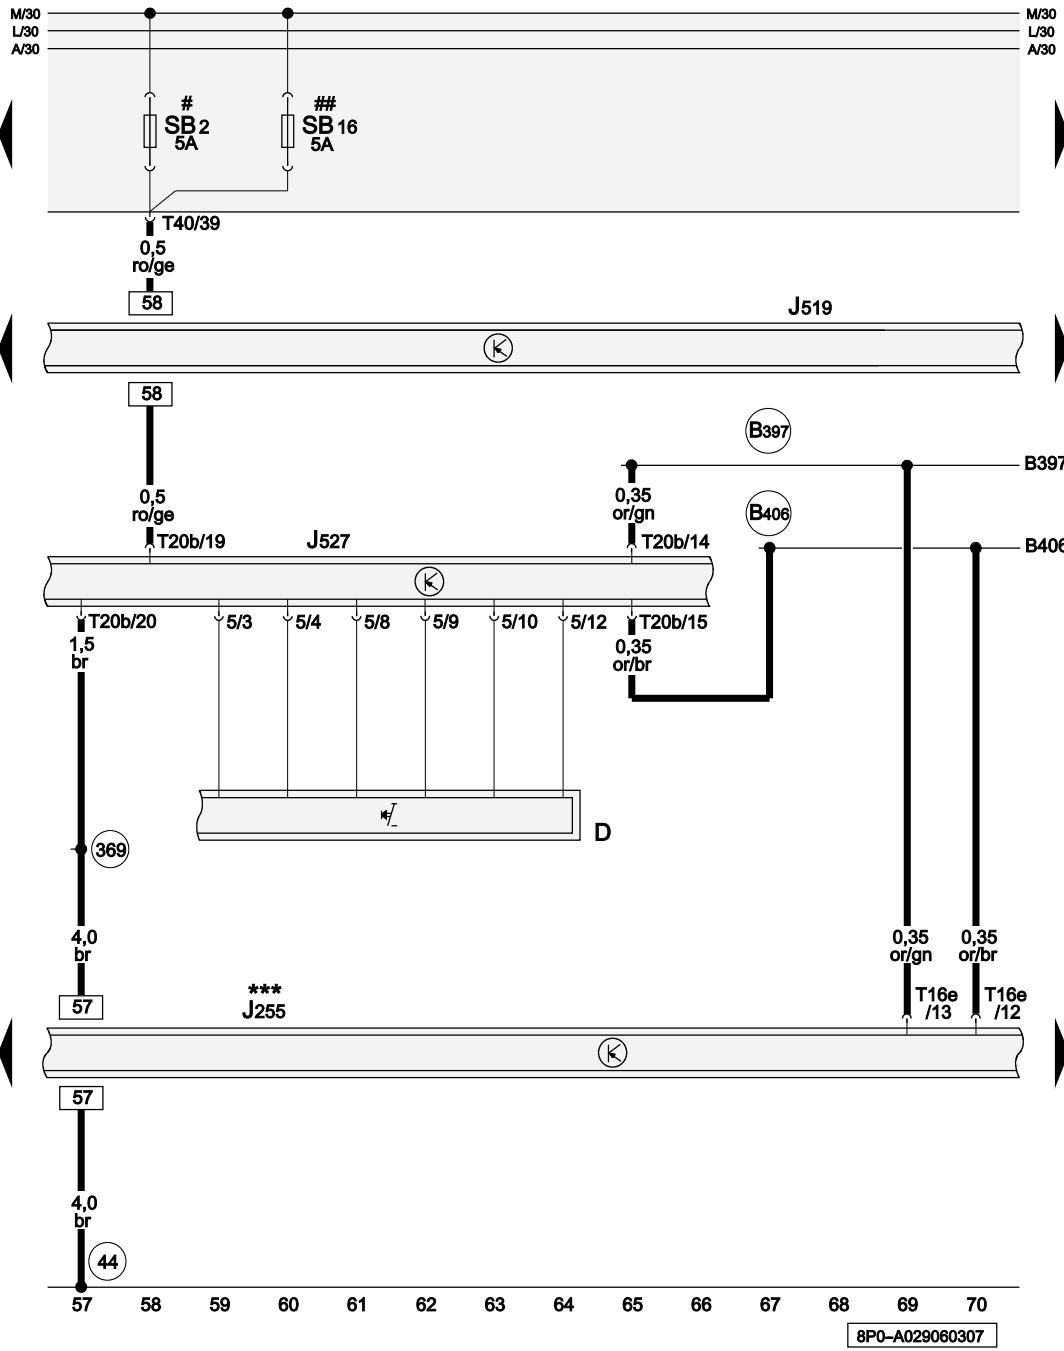 M/30 M/30
L/30 L/30
A/30 A/30
# ##
SB 2 SB 16
5A 5A
T40/39
0,5
ro/ge
58
J519
58
B397
B397
0,5 0,35
ro/ge or/gn
B406
T20b/19 J527 T20b/14
B406
T20b/20 5/3 5/4 5/8 5/9 5/10 5/12 T20b/15
1,5 0,35
br or/br
D
369
4,0 0,35 0,35
br or/gn or/br
***
57 J255 T16e T16e
/13 /12
57
4,0
br
44
57 58 59 60 61 62 63 64 65 66 67 68 69 70
8P0–A029060307